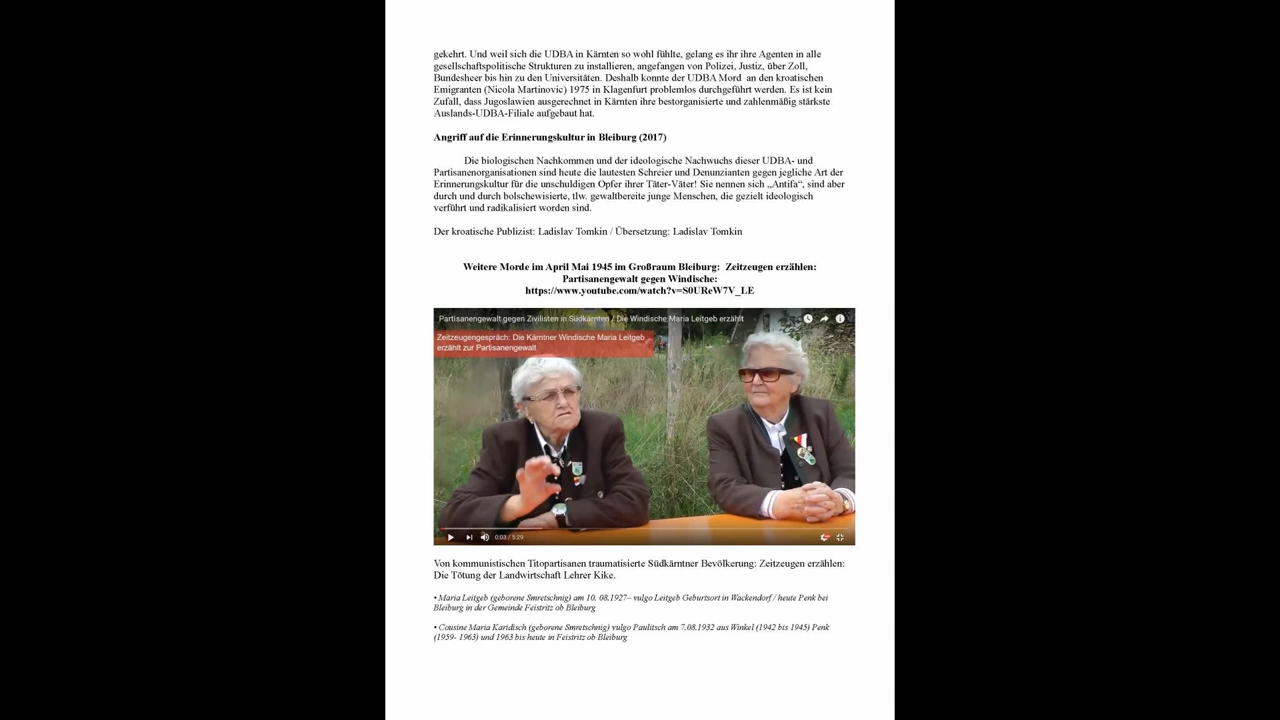 gekehrt. Und weil sich die UDBA in Kärnten so wohl fühlte, gelang es ihr ihre Agenten in alle
gesellschaftspolitische Strukturen zu installieren, angefangen von Polizei, Justiz, über Zoll,
Bundesheer bis hin zu den Universitäten. Deshalb konnte der UDBA Mord an den kroatischen
Emigranten (Nicola Martinovic) 1975 in Klagenfurt problemlos durchgeführt werden. Es ist kein
Zufall, dass Jugoslawien ausgerechnet in Kärnten ihre bestorganisierte und zahlenmäßig stärkste
Auslands-UDBA-Filiale aufgebaut hat.
Angriff auf die Erinnerungskultur in Bleiburg (2017)
Die biologischen Nachkommen und der ideologische Nachwuchs dieser UDBA- und
Partisanenorganisationen sind heute die lautesten Schreier und Denunzianten gegen jegliche Art der
Erinnerungskultur für die unschuldigen Opfer ihrer Täter-Väter! Sie nennen sich „Antifa“, sind aber
durch und durch bolschewisierte, tlw. gewaltbereite junge Menschen, die gezielt ideologisch
verführt und radikalisiert worden sind.
Der kroatische Publizist: Ladislav Tomkin / Übersetzung: Ladislav Tomkin
Weitere Morde im April Mai 1945 im Großraum Bleiburg: Zeitzeugen erzählen:
Partisanengewalt gegen Windische:
https://www.youtube.com/watch?v=S0UReW7V_LE
Partisanengewalt gegen Zivilisten in Südkärnten / Die Windische Maria Leitgeb erzählt
Zeitzeugengespräch: Die Kärntner Windische Maria Leitgeb
erzählt zur Partisanengewalt
0:03 / 5:29
Von kommunistischen Titopartisanen traumatisierte Südkärntner Bevölkerung: Zeitzeugen erzählen:
Die Tötung der Landwirtschaft Lehrer Kike.
• Maria Leitgeb (geborene Smretschnig) am 10. 08.1927– vulgo Leitgeb Geburtsort in Wackendorf / heute Penk bei
Bleiburg in der Gemeinde Feistritz ob Bleiburg
• Cousine Maria Karidisch (geborene Smretschnig) vulgo Paulitsch am 7.08.1932 aus Winkel (1942 bis 1945) Penk
(1959- 1963) und 1963 bis heute in Feistritz ob Bleiburg